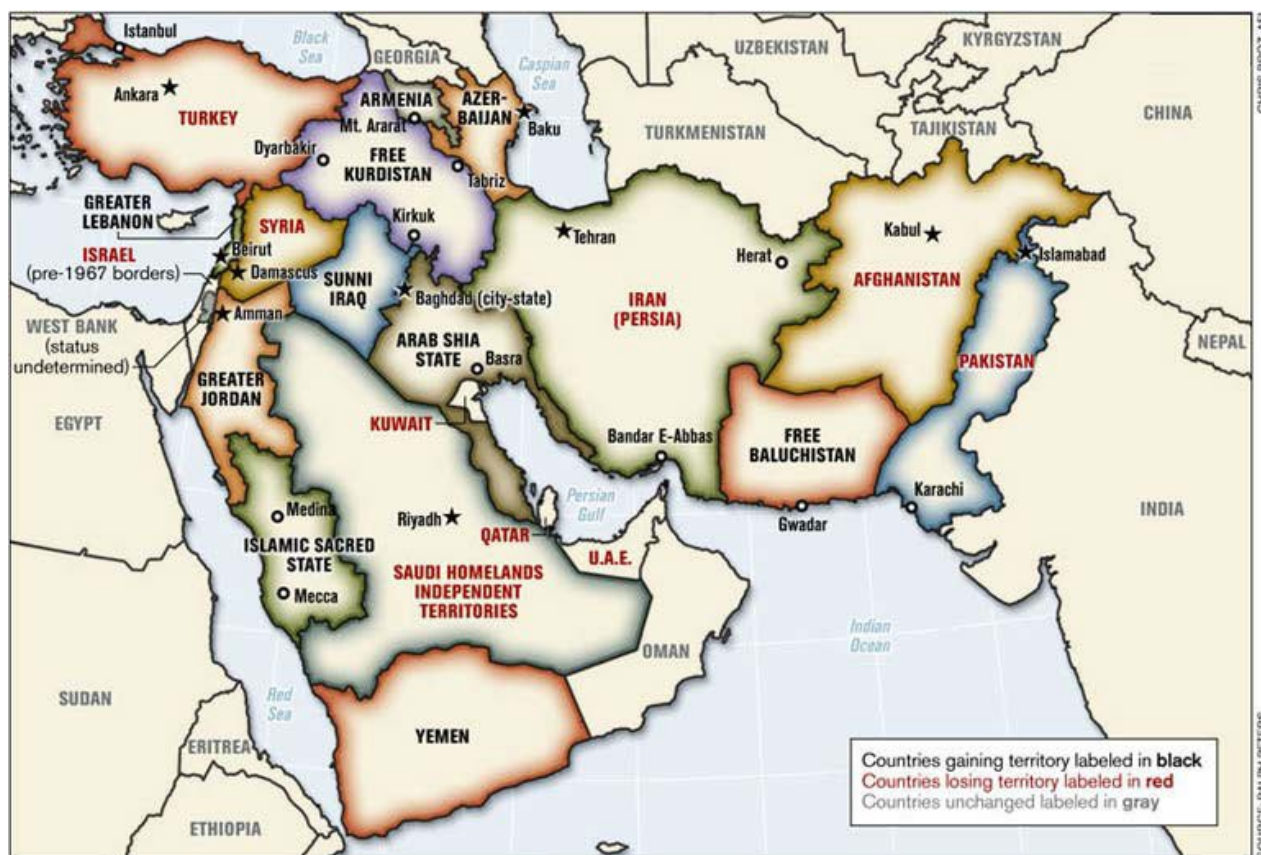 Istanbul
Black
Sea
GEORGIA
Caspian
Sea
UZBEKISTAN
KYRGYZSTAN
Ankara
TURKEY
ARMENIA
Mt. Ararat
AZER-
BAIJAN
Baku
TURKMENISTAN
TAJIKISTAN
CHINA
Dyarbakir
FREE
KURDISTAN
Tabriz
GREATER
LEBANON
SYRIA
Kirkuk
Tehran
Herat
Kabul
Islamabad
ISRAEL
(pre-1967 borders)
Beirut
Damascus
SUNNI
IRAQ
Baghdad (city-state)
IRAN
(PERSIA)
AFGHANISTAN
WEST BANK
(status
undetermined)
Amman
ARAB SHIA
STATE
Basra
PAKISTAN
NEPAL
GREATER
JORDAN
EGYPT
KUWAIT
Bandar E-Abbas
FREE
BALUCHISTAN
Karachi
Gwadar
INDIA
Medina
ISLAMIC SACRED
STATE
Mecca
Riyadh
Persian
Gulf
QATAR
U.A.E.
SAUDI HOMELANDS
INDEPENDENT
TERRITORIES
OMAN
Indian
Ocean
SUDAN
Red
Sea
ERITREA
YEMEN
ETHIOPIA
Countries gaining territory labeled in black
Countries losing territory labeled in red
Countries unchanged labeled in gray